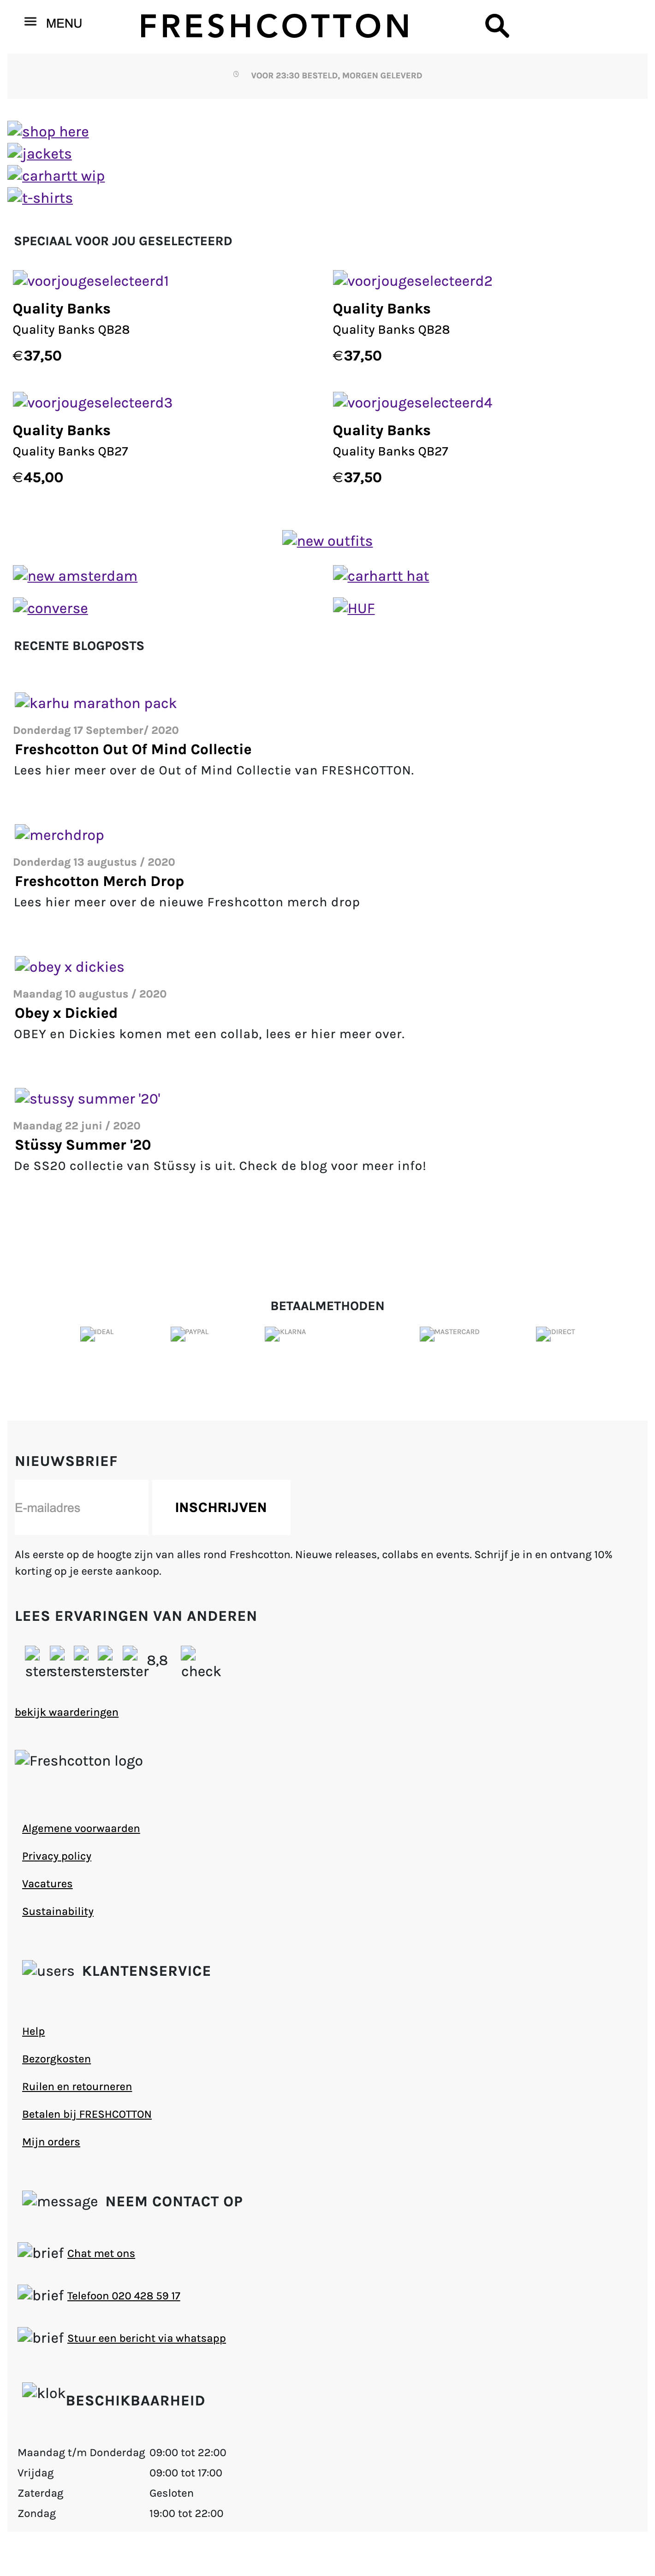 MENU FRESHCOTTON
VOOR 23:30 BESTELD, MORGEN GELEVERD
shop here
jackets
carhartt wip
t-shirts
SPECIAAL VOOR JOU GESELECTEERD
voorjougeselecteerd1
Quality Banks
Quality Banks QB28
€37,50
voorjougeselecteerd2
Quality Banks
Quality Banks QB28
€37,50
voorjougeselecteerd3
Quality Banks
Quality Banks QB27
€45,00
voorjougeselecteerd4
Quality Banks
Quality Banks QB27
€37,50
new outfits
new amsterdam
carhartt hat
converse
HUF
RECENTE BLOGPOSTS
karhu marathon pack
Donderdag 17 September/ 2020
Freshcotton Out Of Mind Collectie
Lees hier meer over de Out of Mind Collectie van FRESHCOTTON.
merchdrop
Donderdag 13 augustus / 2020
Freshcotton Merch Drop
Lees hier meer over de nieuwe Freshcotton merch drop
obey x dickies
Maandag 10 augustus / 2020
Obey x Dickied
OBEY en Dickies komen met een collab, lees er hier meer over.
stussy summer '20'
Maandag 22 juni / 2020
Stüssy Summer '20
De SS20 collectie van Stüssy is uit. Check de blog voor meer info!
BETAALMETHODEN
IDEAL PAYPAL KLARNA MASTERCARD DIRECT
NIEUWSBRIEF
E-mailadres INSCHRIJVEN
Als eerste op de hoogte zijn van alles rond Freshcotton. Nieuwe releases, collabs en events. Schrijf je in en ontvang 10%
korting op je eerste aankoop.
LEES ERVARINGEN VAN ANDEREN
ster ster ster ster ster 8,8 check
bekijk waarderingen
Freshcotton logo
Algemene voorwaarden
Privacy policy
Vacatures
Sustainability
users KLANTENSERVICE
Help
Bezorgkosten
Ruilen en retourneren
Betalen bij FRESHCOTTON
Mijn orders
message NEEM CONTACT OP
brief Chat met ons
brief Telefoon 020 428 59 17
brief Stuur een bericht via whatsapp
klok BESCHIKBAARHEID
Maandag t/m Donderdag 09:00 tot 22:00
Vrijdag 09:00 tot 17:00
Zaterdag Gesloten
Zondag 19:00 tot 22:00